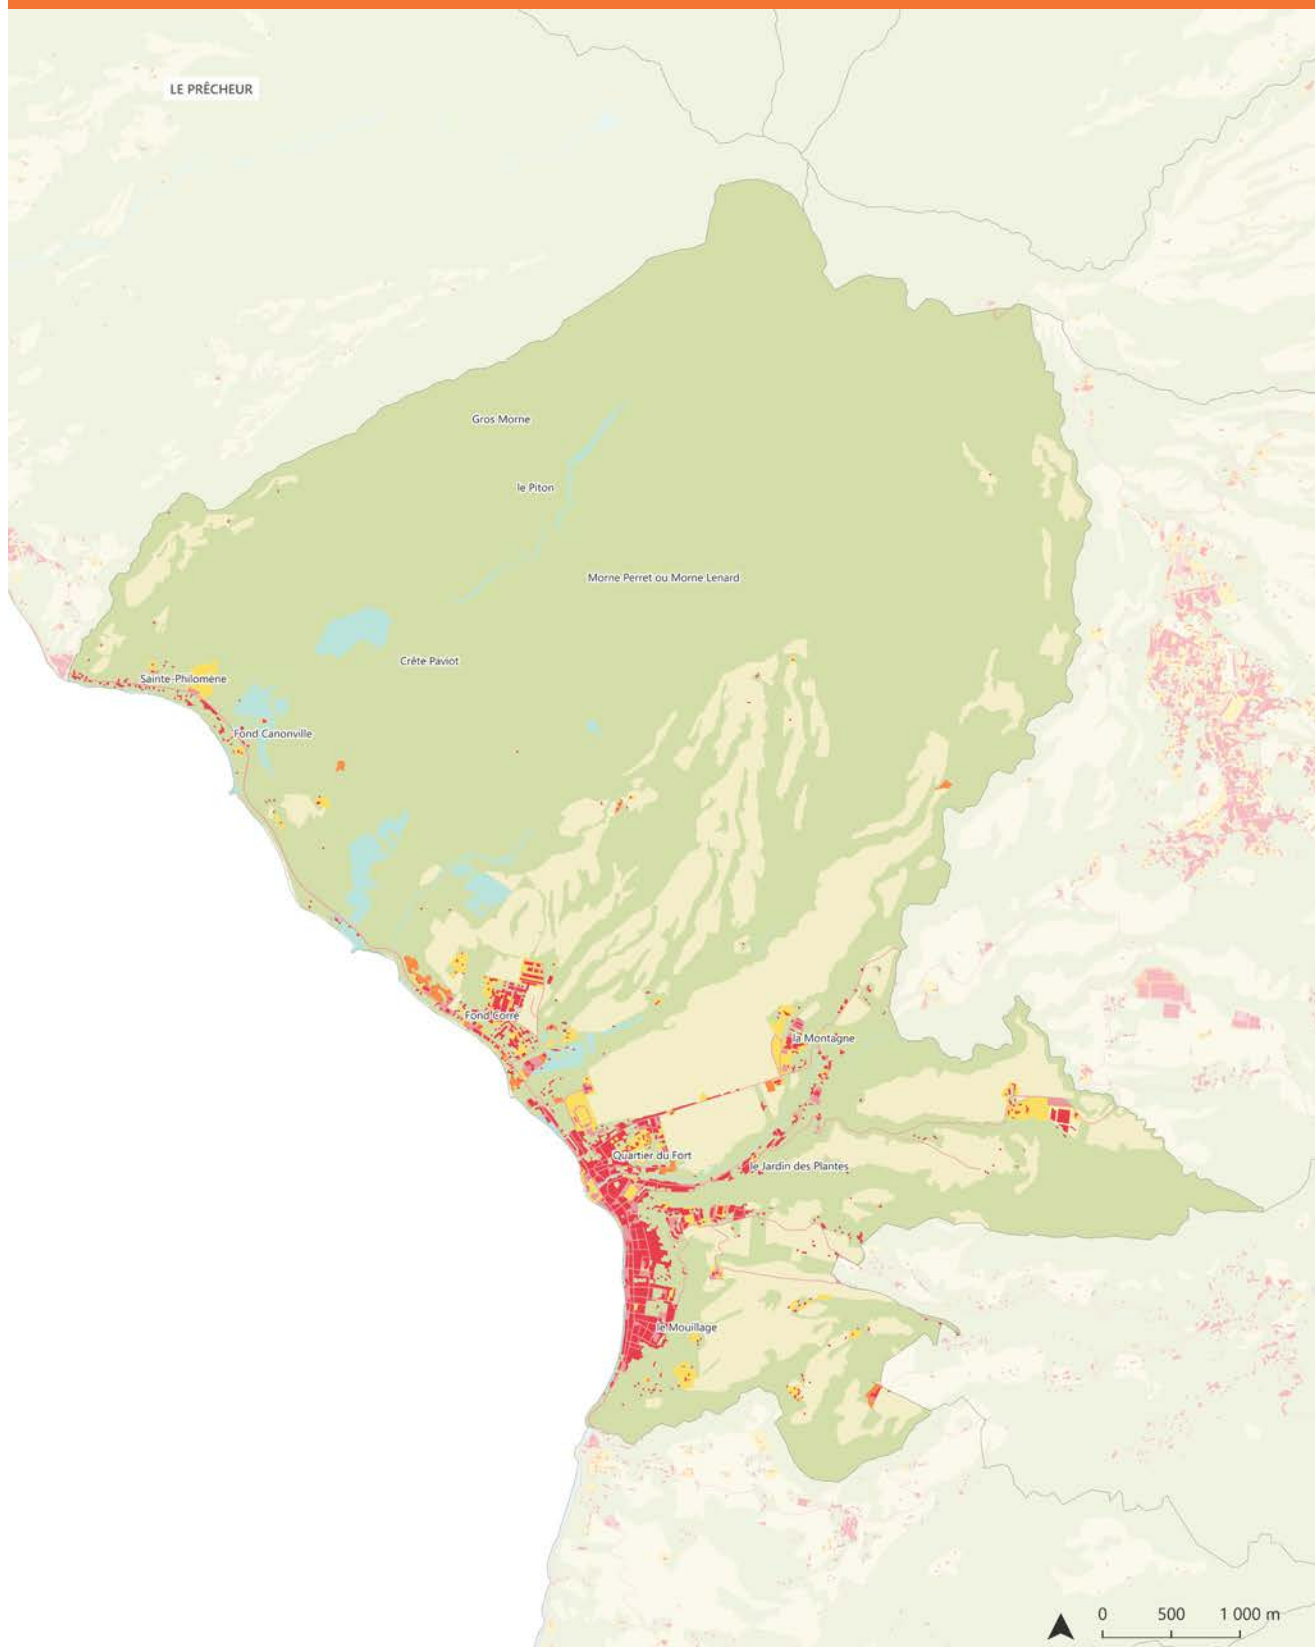 LE PRÊCHEUR
Gros Morne
le Piton
Morne Perret ou Morne Lenard
Crête Paviot
Sainte-Philomène
Fond Canonville
Fond Corre
la Montagne
Quartier du Fort
le Jardin des Plantes
le Mouillage
0 500 1 000 m